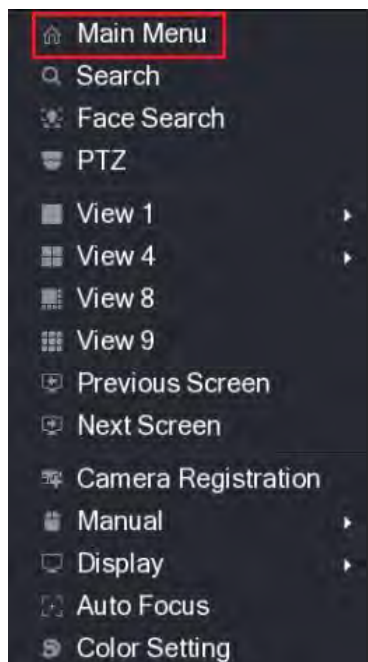 Main Menu
Search
Face Search
PTZ
View 1
View 4
View 8
View 9
Previous Screen
Next Screen
Camera Registration
Manual
Display
Auto Focus
Color Setting